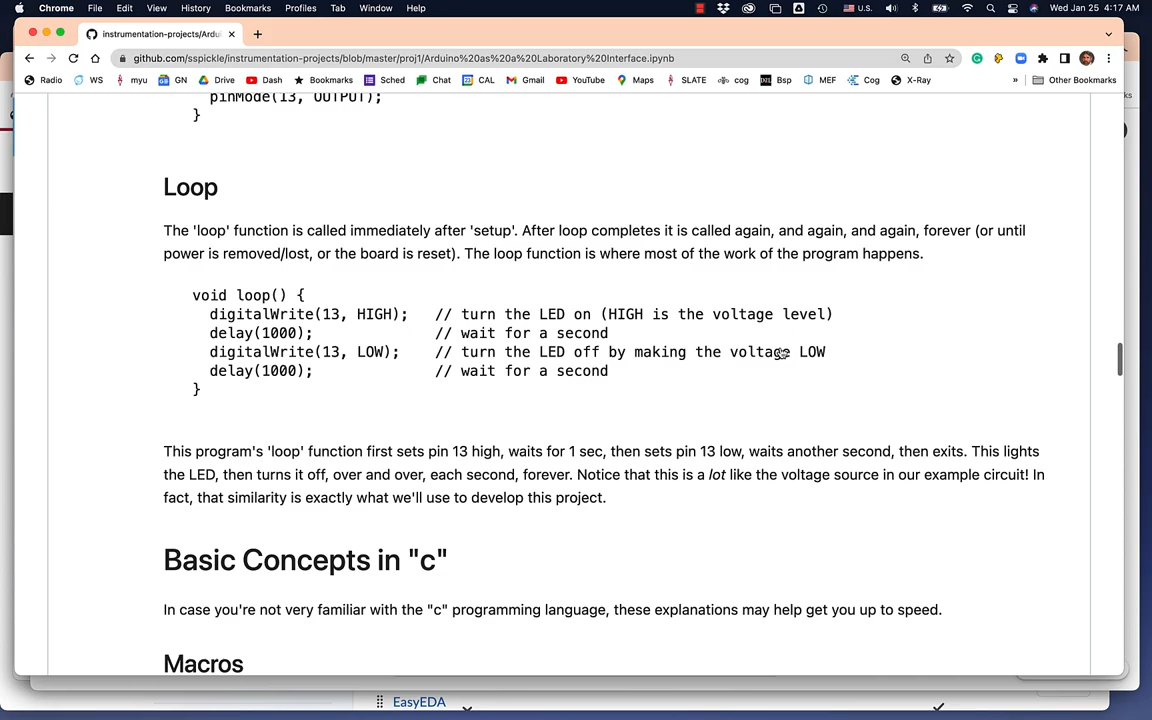 Chrome File Edit View History Bookmarks Profiles Tab Window Help U.S. Wed Jan 25 4:17 AM
instrumentation-projects/Ardu
github.com/sspickle/instrumentation-projects/blob/master/proj1/Arduino%20as%20a%20Laboratory%20Interface.ipynb
Radio WS myu GN Drive Dash YouTube Bookmarks Sched Chat CAL Gmail YouTube Maps SLATE cog Bsp MEF Cog X-Ray » Other Bookmarks
pinMode(13, OUTPUT);
}
Loop
The 'loop' function is called immediately after 'setup'. After loop completes it is called again, and again, and again, forever (or until
power is removed/lost, or the board is reset). The loop function is where most of the work of the program happens.
void loop() {
digitalWrite(13, HIGH); // turn the LED on (HIGH is the voltage level)
delay(1000); // wait for a second
digitalWrite(13, LOW); // turn the LED off by making the voltage LOW
delay(1000); // wait for a second
}
This program's 'loop' function first sets pin 13 high, waits for 1 sec, then sets pin 13 low, waits another second, then exits. This lights
the LED, then turns it off, over and over, each second, forever. Notice that this is a lot like the voltage source in our example circuit! In
fact, that similarity is exactly what we'll use to develop this project.
Basic Concepts in "c"
In case you're not very familiar with the "c" programming language, these explanations may help get you up to speed.
Macros
EasyEDA